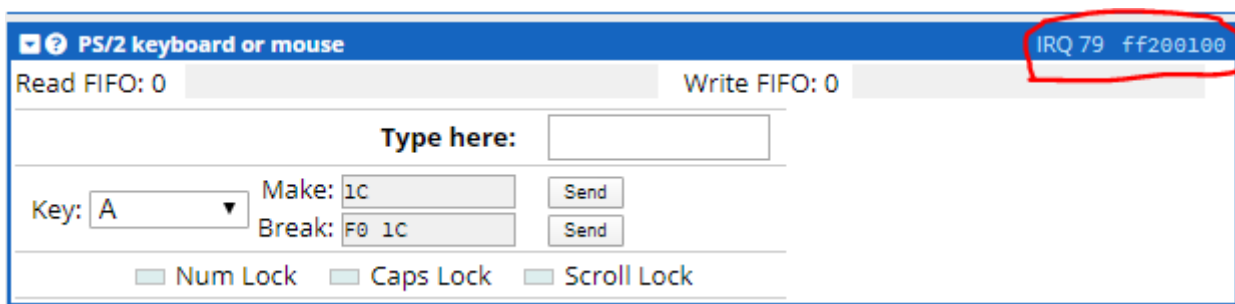 PS/2 keyboard or mouse IRQ 79 ff200100
Read FIFO: 0 Write FIFO: 0
Type here:
Key: A Make: 1C Send
Break: F0 1C Send
Num Lock Caps Lock Scroll Lock